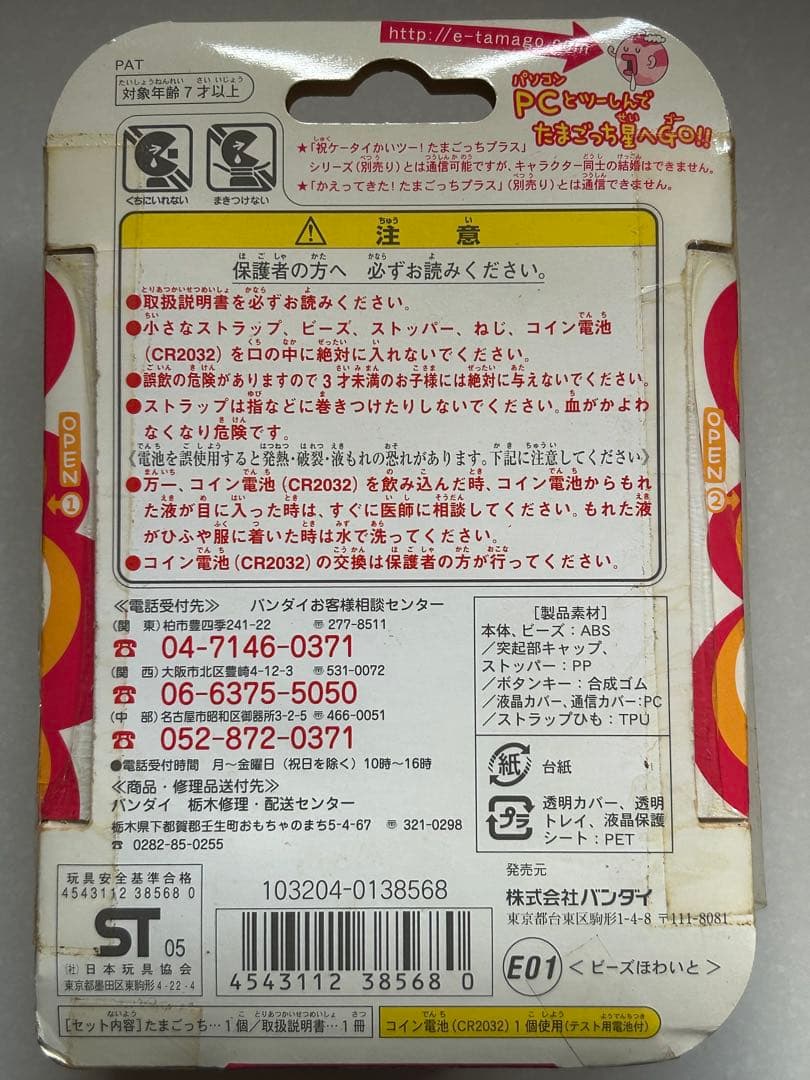 http://e-tamago.com
PAT
対象年齢7才以上
たいしょうねんれい さい いじょう
くちにいれない
まきつけない
パソコン
PCとツーしんで
たまごっち星へGO!!
せい ゴー
★「祝ケータイかいツー!たまごっちプラス」
シリーズ(別売り)とは通信可能ですが、キャラクター同士の結婚はできません。
★「かえってきた!たまごっちプラス」(別売り)とは通信できません。
注意
ちゅう い
保護者の方へ 必ずお読みください。
●取扱説明書を必ずお読みください。
●小さなストラップ、ビーズ、ストッパー、ねじ、コイン電池
(CR2032)を口の中に絶対に入れないでください。
●誤飲の危険がありますので3才未満のお子様には絶対に与えないでください。
●ストラップは指などに巻きつけたりしないでください。血がかよわ
なくなり危険です。
《電池を誤使用すると発熱・破裂・液もれの恐れがあります。下記に注意してください》
●万一、コイン電池(CR2032)を飲み込んだ時、コイン電池からもれ
た液が目に入った時は、すぐに医師に相談してください。もれた液
がひふや服に着いた時は水で洗ってください。
●コイン電池(CR2032)の交換は保護者の方が行ってください。
OPEN
1
OPEN
2
≪電話受付先≫ バンダイお客様相談センター
(関 東)柏市豊四季241-22 〒277-8511
☎ 04-7146-0371
(関 西)大阪市北区豊崎4-12-3 〒531-0072
☎ 06-6375-5050
(中 部)名古屋市昭和区御器所3-2-5 〒466-0051
☎ 052-872-0371
●電話受付時間 月～金曜日(祝日を除く)10時～16時
≪商品・修理品送付先≫
バンダイ 栃木修理・配送センター
栃木県下都賀郡壬生町おもちゃのまち5-4-67 〒321-0298
☎ 0282-85-0255
[製品素材]
本体、ビーズ:ABS
/突起部キャップ、
ストッパー:PP
/ボタンキー:合成ゴム
/液晶カバー、通信カバー:PC
/ストラップひも:TPU
紙 台紙
プラ 透明カバー、透明
トレイ、液晶保護
シート:PET
玩具安全基準合格
4543112 38568 0
ST 05
(社)日本玩具協会
東京都墨田区東駒形4-22-4
103204-0138568
4543112 38568 0
発売元
株式会社バンダイ
東京都台東区駒形1-4-8 〒111-8081
E01 <ビーズほわいと>
[セット内容]たまごっち…1個/取扱説明書…1冊
コイン電池(CR2032)1個使用(テスト用電池付)